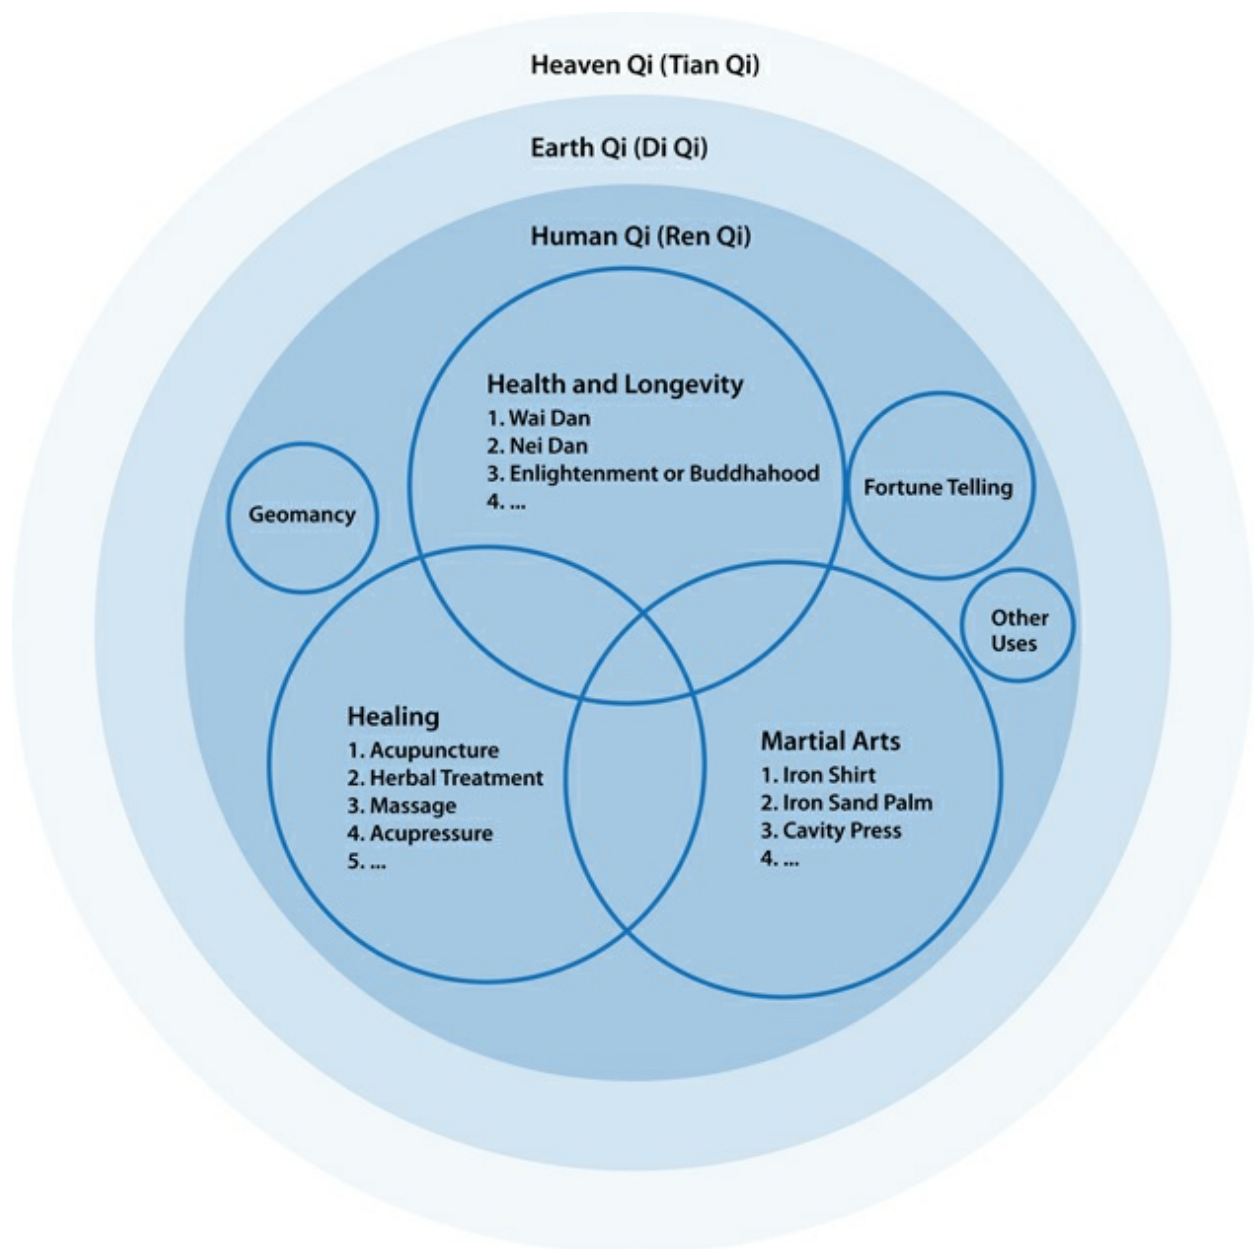 Heaven Qi (Tian Qi)
Earth Qi (Di Qi)
Human Qi (Ren Qi)
Health and Longevity
1. Wai Dan
2. Nei Dan
3. Enlightenment or Buddhahood
4. ...
Geomancy
Fortune Telling
Other
Uses
Healing
1. Acupuncture
2. Herbal Treatment
3. Massage
4. Acupressure
5. ...
Martial Arts
1. Iron Shirt
2. Iron Sand Palm
3. Cavity Press
4. ...